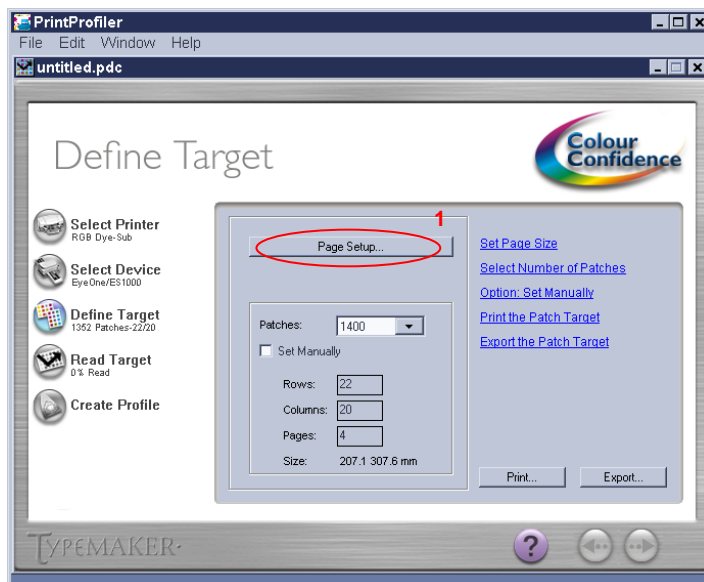 PrintProfiler
File Edit Window Help
untitled.pdc
Define Target
Colour
Confidence
Select Printer
RGB Dye-Sub
Select Device
EyeOne/ES1000
Define Target
1352 Patches-22/20
Read Target
0% Read
Create Profile
1
Page Setup...
Patches: 1400
Set Manually
Rows: 22
Columns: 20
Pages: 4
Size: 207.1 307.6 mm
Set Page Size
Select Number of Patches
Option: Set Manually
Print the Patch Target
Export the Patch Target
Print... Export...
TYPEMAKER
?